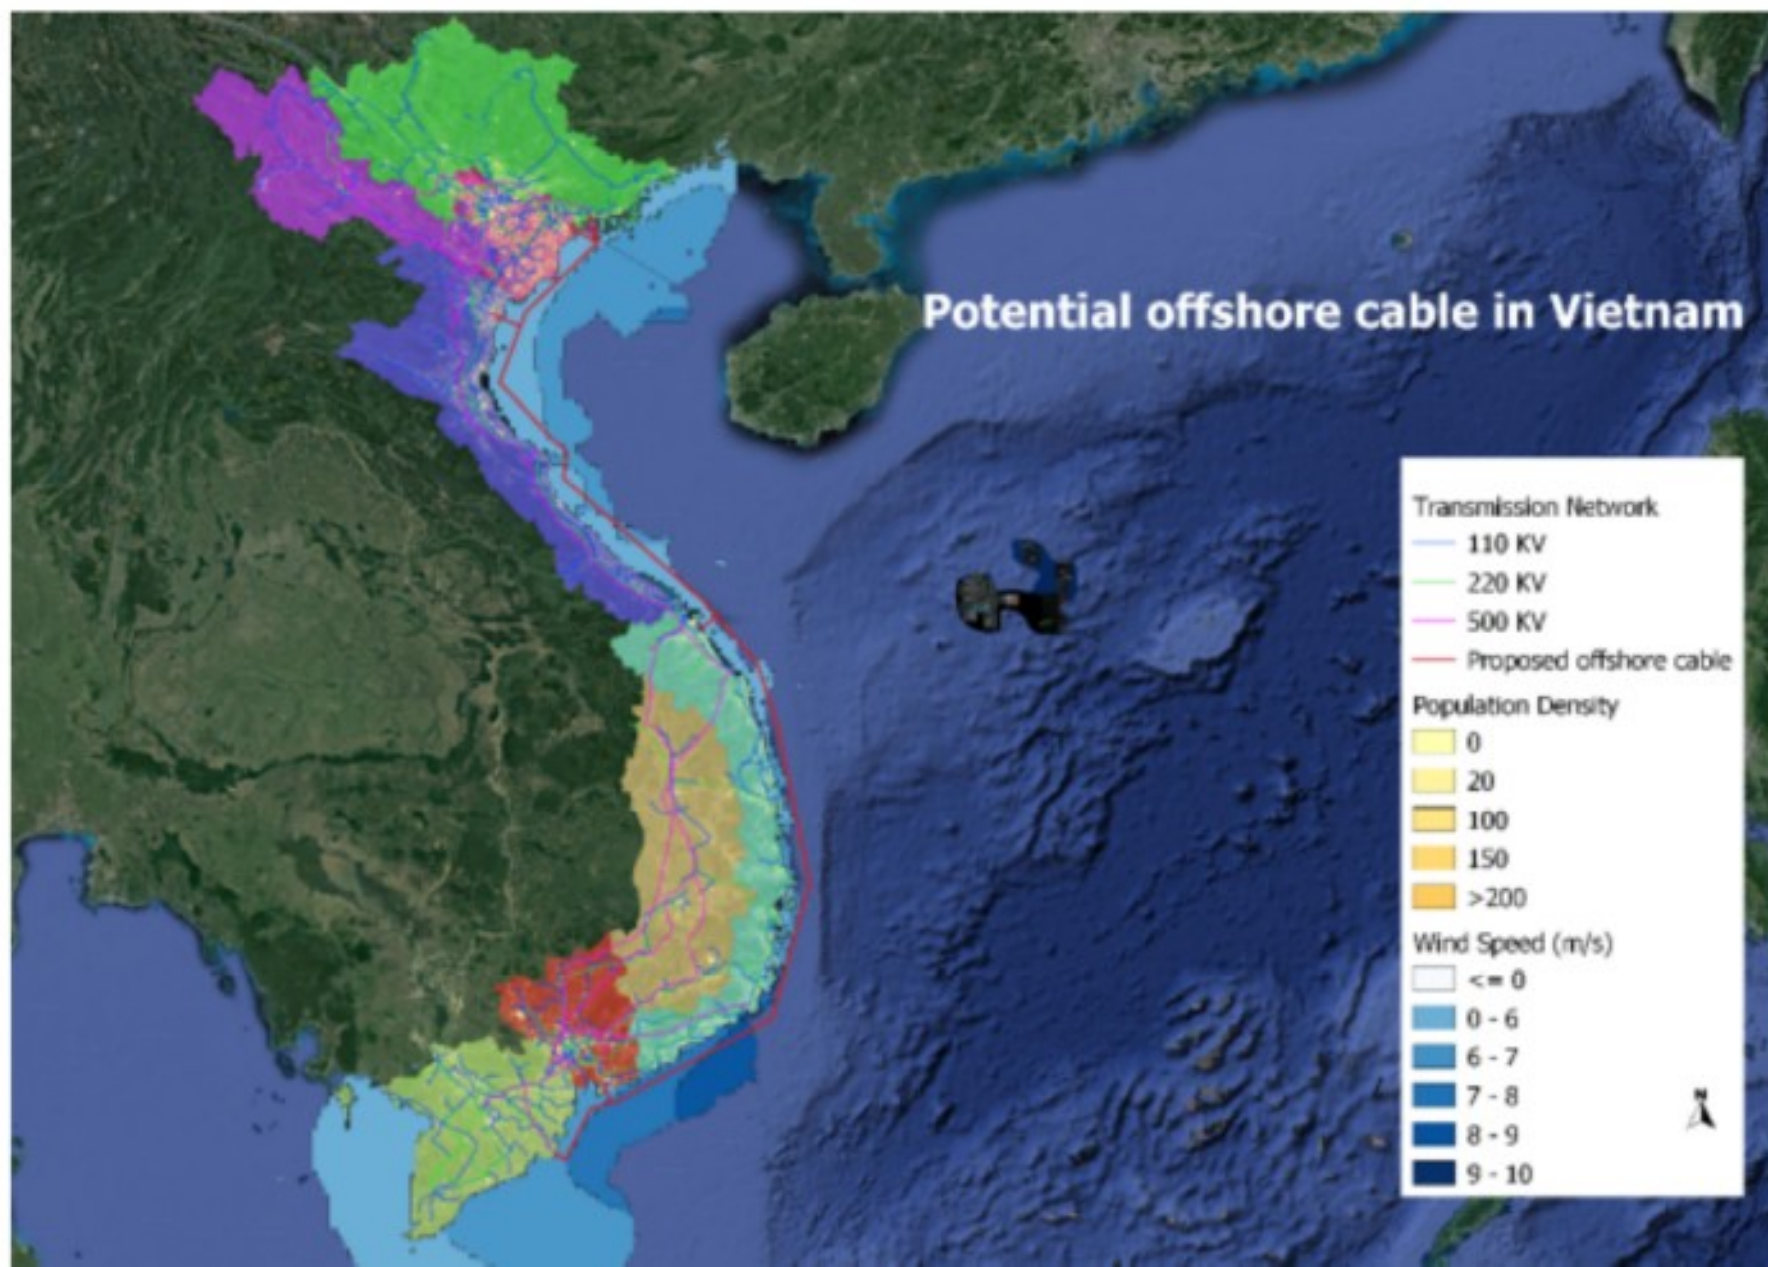 Potential offshore cable in Vietnam
Transmission Network
110 KV
220 KV
500 KV
Proposed offshore cable
Population Density
0
20
100
150
>200
Wind Speed (m/s)
<= 0
0 - 6
6 - 7
7 - 8
8 - 9
9 - 10
N